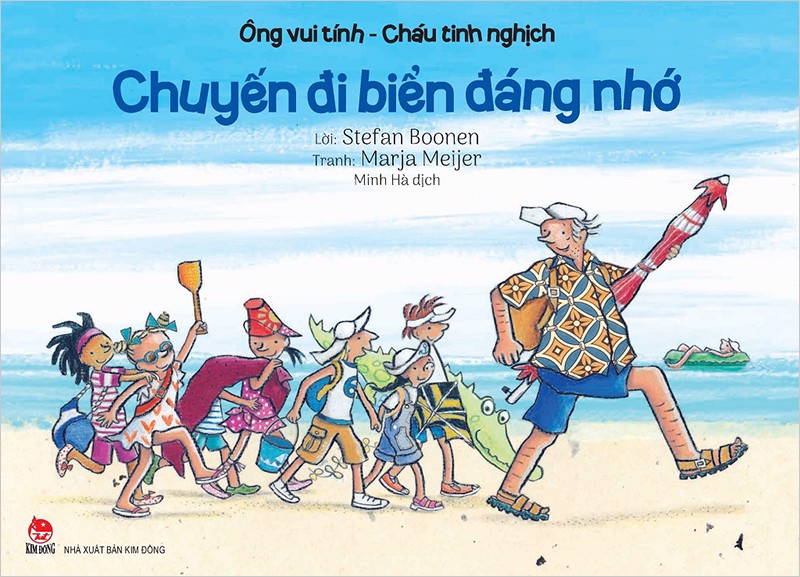 Ông vui tính - Cháu tinh nghịch
Chuyến đi biển đáng nhớ
Lời: Stefan Boonen
Tranh: Marja Meijer
Minh Hà dịch
KIM ĐỒNG
NHÀ XUẤT BẢN KIM ĐỒNG